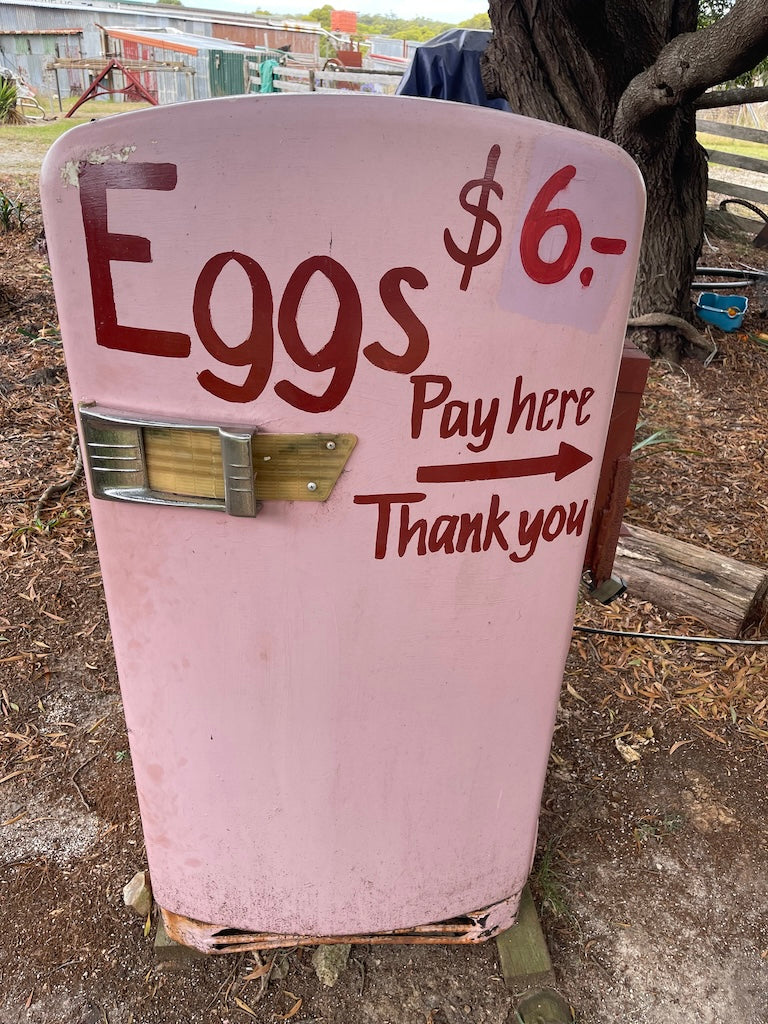 Eggs $6.-
Pay here
Thank you